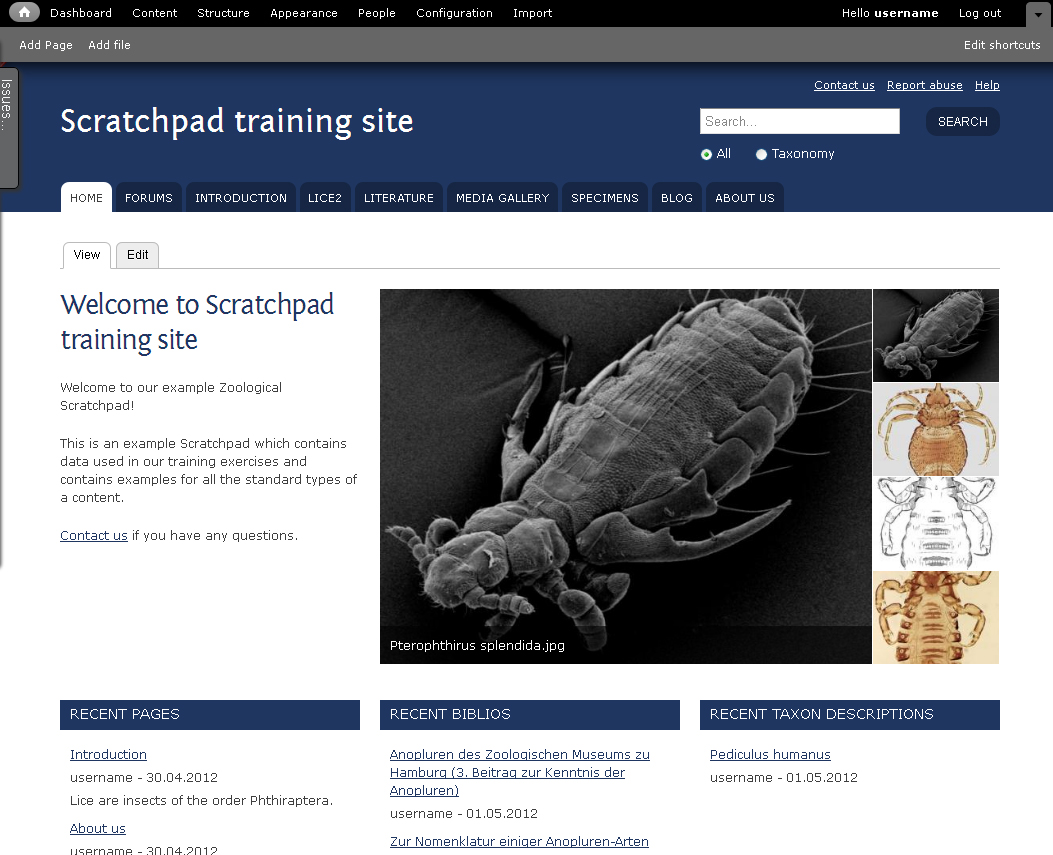 Dashboard Content Structure Appearance People Configuration Import Hello username Log out
Add Page Add file Edit shortcuts
Issues...
Contact us Report abuse Help
Scratchpad training site
Search... SEARCH
All Taxonomy
HOME FORUMS INTRODUCTION LICE2 LITERATURE MEDIA GALLERY SPECIMENS BLOG ABOUT US
View Edit
Welcome to Scratchpad
training site
Welcome to our example Zoological
Scratchpad!
This is an example Scratchpad which contains
data used in our training exercises and
contains examples for all the standard types of
a content.
Contact us if you have any questions.
Pterophthirus splendida.jpg
RECENT PAGES
Introduction
username - 30.04.2012
Lice are insects of the order Phthiraptera.
About us
username - 30.04.2012
RECENT BIBLIOS
Anopluren des Zoologischen Museums zu
Hamburg (3. Beitrag zur Kenntnis der
Anopluren)
username - 01.05.2012
Zur Nomenklatur einiger Anopluren-Arten
RECENT TAXON DESCRIPTIONS
Pediculus humanus
username - 01.05.2012